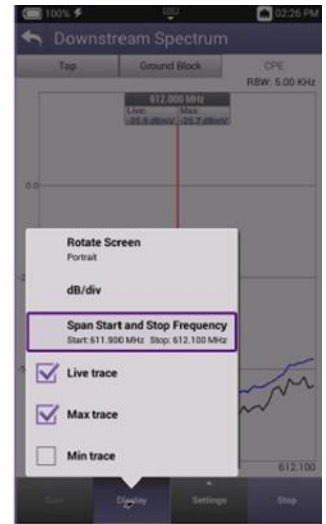 100%
02:26 PM
Downstream Spectrum
Tap
Ground Block
CPE
RBW: 5.00 KHz
612.000 MHz
Live:
Max:
0.0
Rotate Screen
Portrait
dB/div
Span Start and Stop Frequency
Start: 611.900 MHz Stop: 612.100 MHz
Live trace
Max trace
Min trace
612.100
Display
Settings
Stop